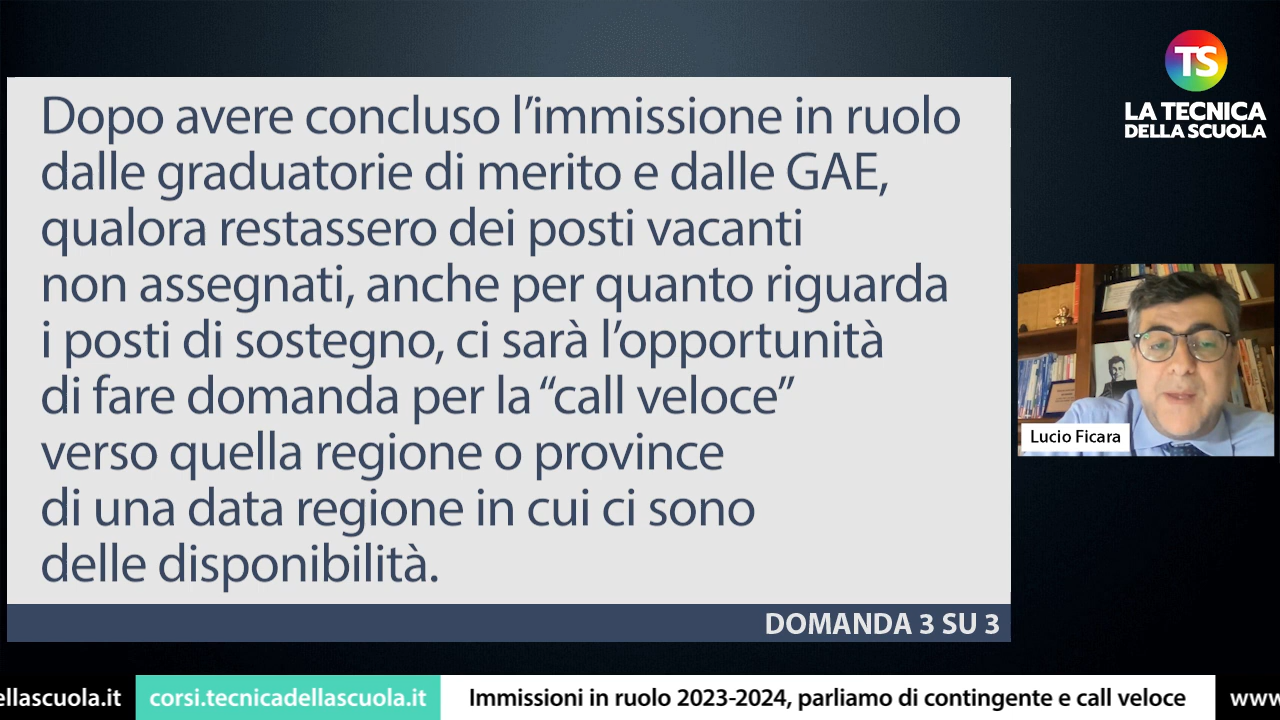 TS
LA TECNICA
DELLA SCUOLA
Dopo avere concluso l’immissione in ruolo
dalle graduatorie di merito e dalle GAE,
qualora restassero dei posti vacanti
non assegnati, anche per quanto riguarda
i posti di sostegno, ci sarà l’opportunità
di fare domanda per la “call veloce”
verso quella regione o province
di una data regione in cui ci sono
delle disponibilità.
DOMANDA 3 SU 3
Lucio Ficara
ellascuola.it
corsi.tecnicadellascuola.it
Immissioni in ruolo 2023-2024, parliamo di contingente e call veloce
www